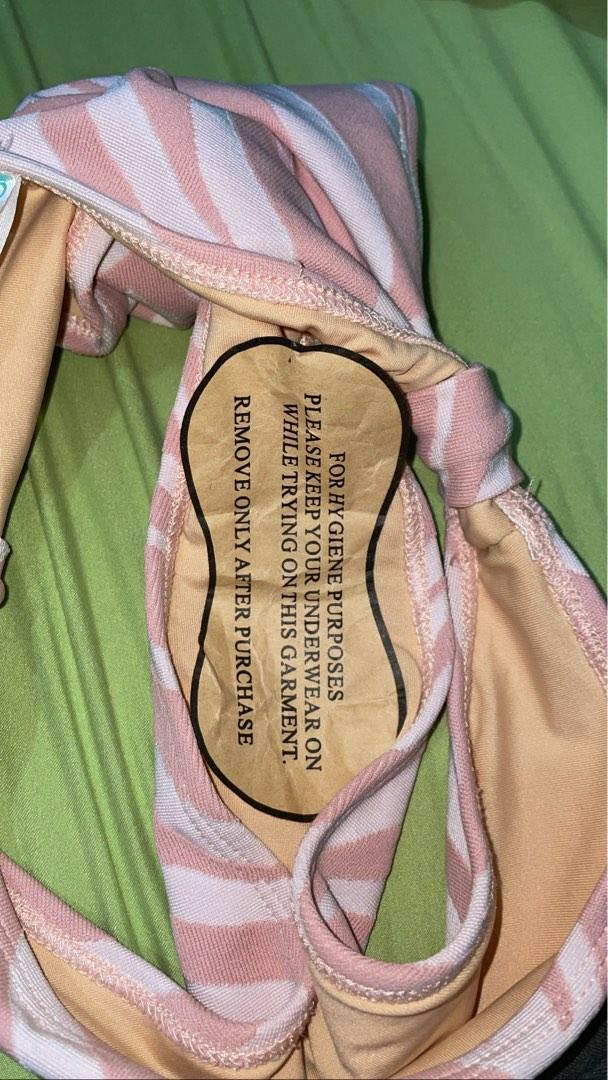 FOR HYGIENE PURPOSES
PLEASE KEEP YOUR UNDERWEAR ON
WHILE TRYING ON THIS GARMENT.
REMOVE ONLY AFTER PURCHASE